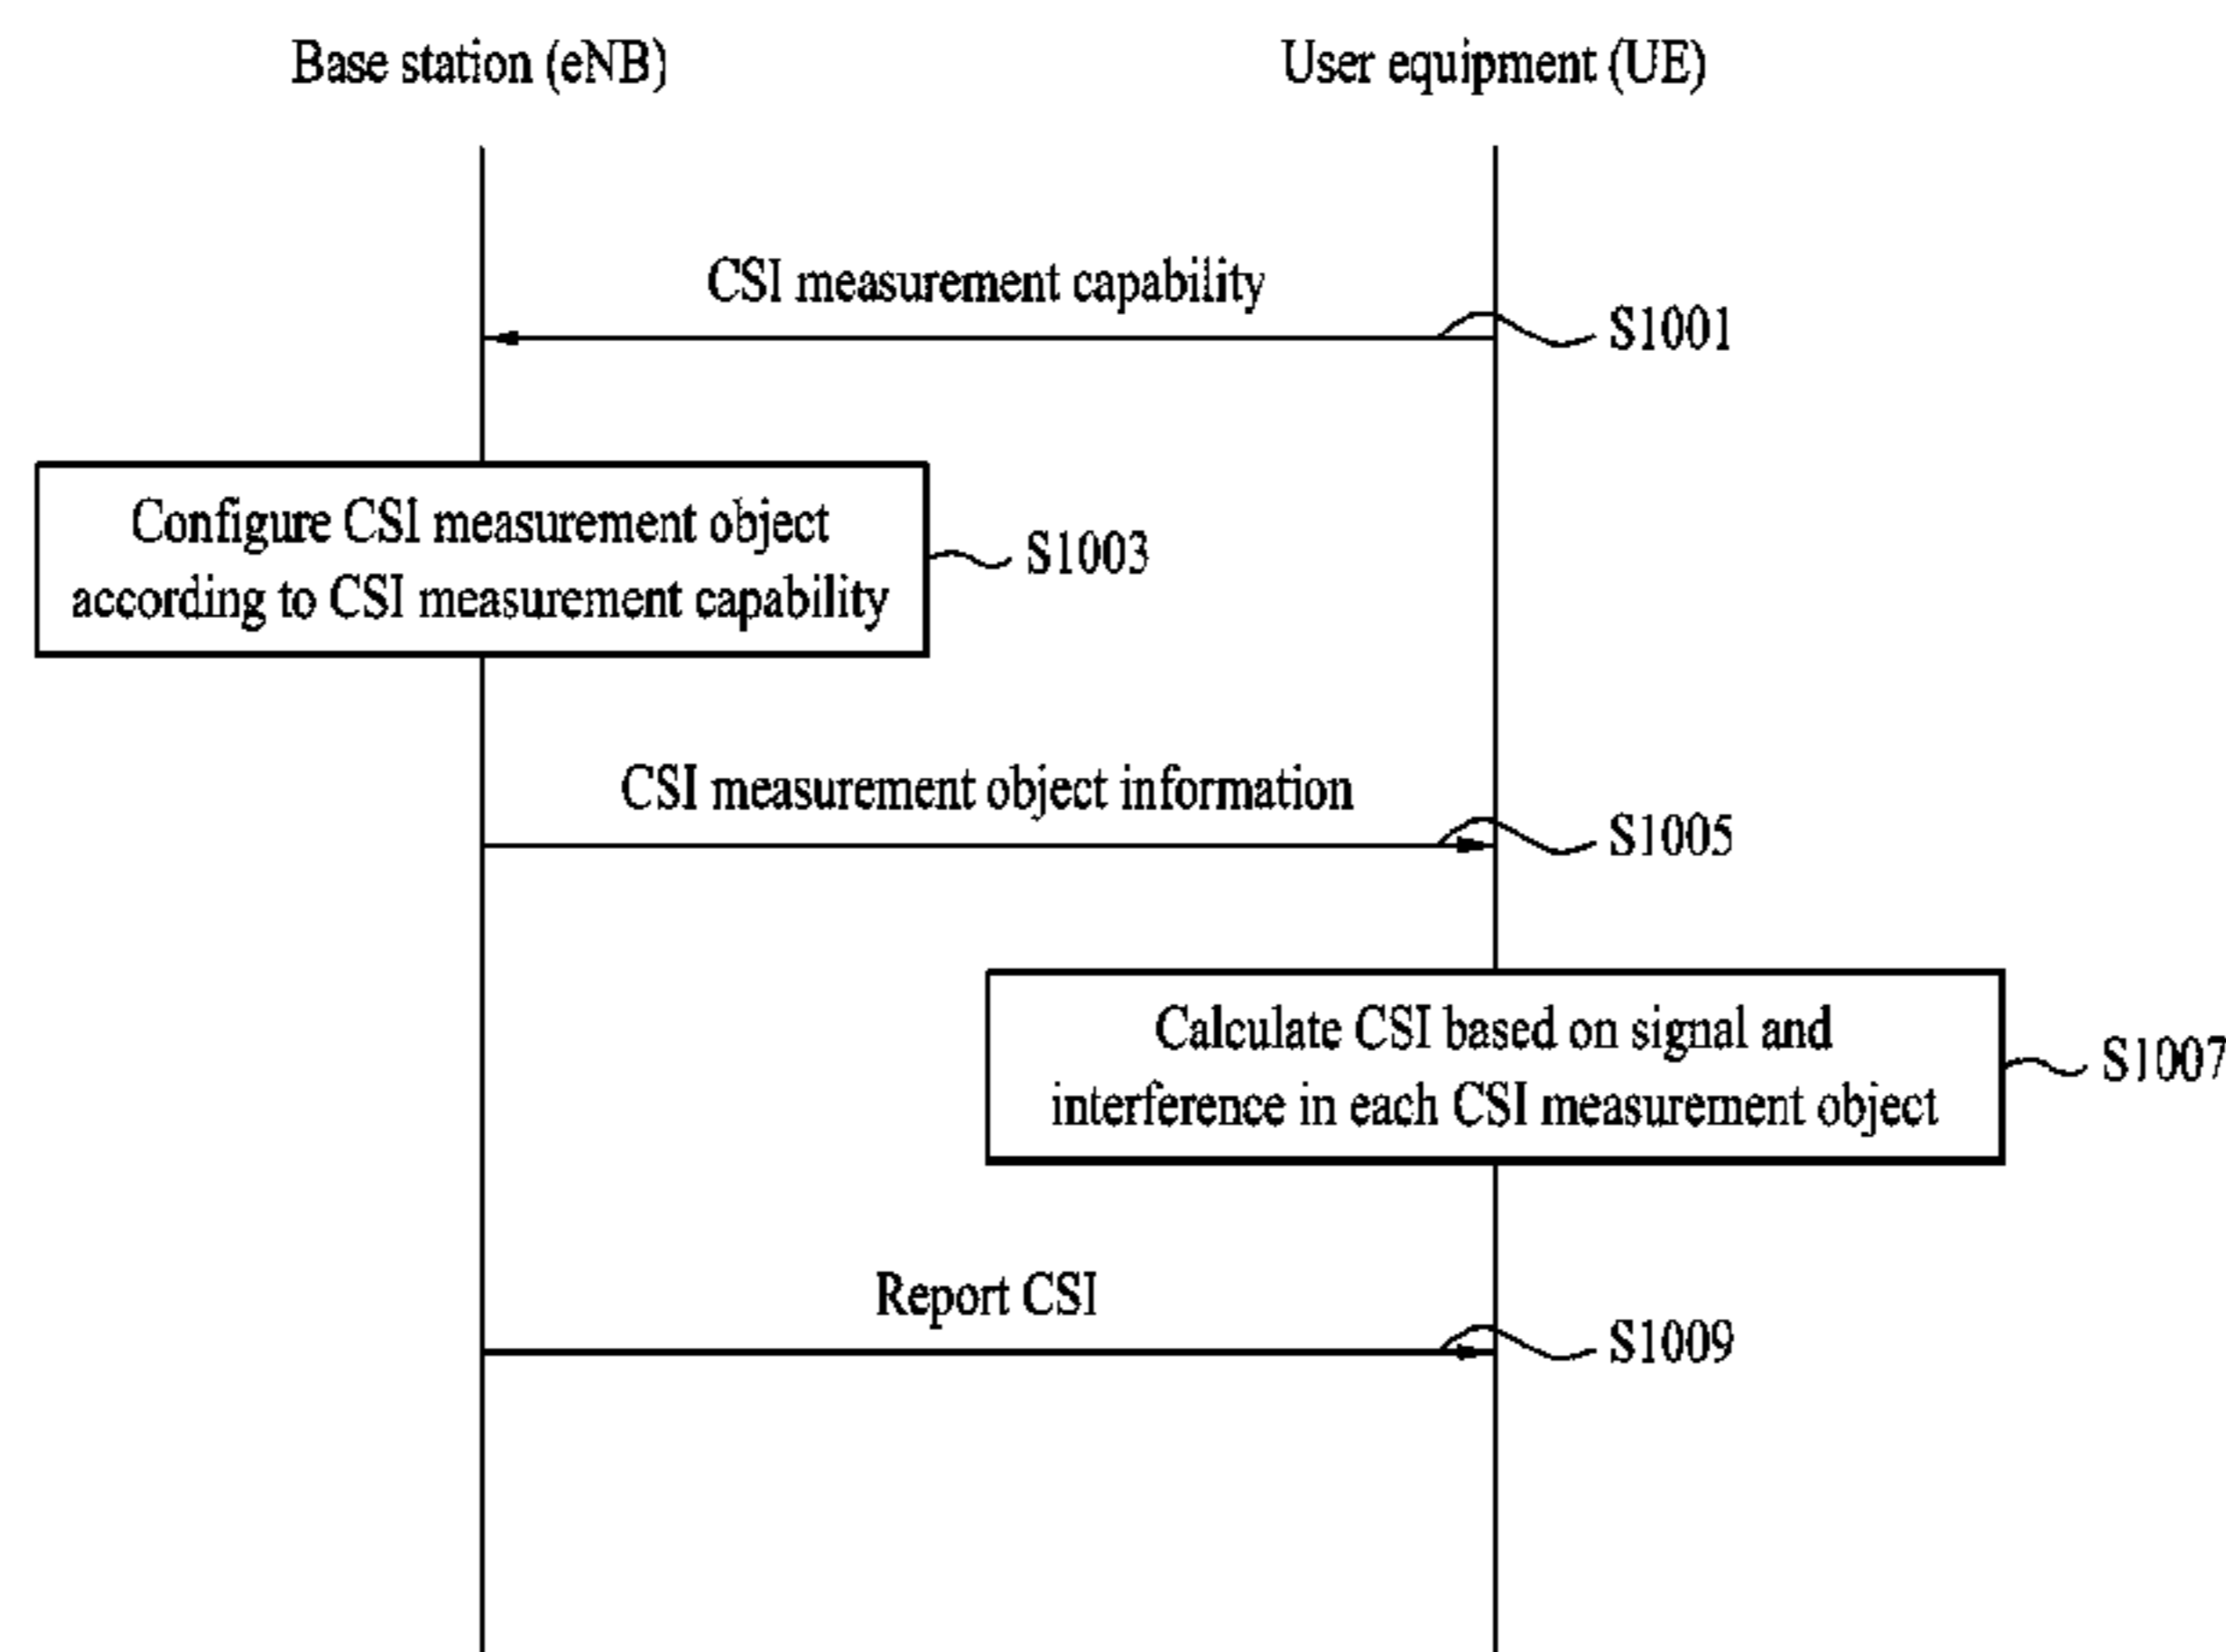 Base station (eNB)
User equipment (UE)
CSI measurement capability
S1001
Configure CSI measurement object
according to CSI measurement capability
S1003
CSI measurement object information
S1005
Calculate CSI based on signal and
interference in each CSI measurement object
S1007
Report CSI
S1009